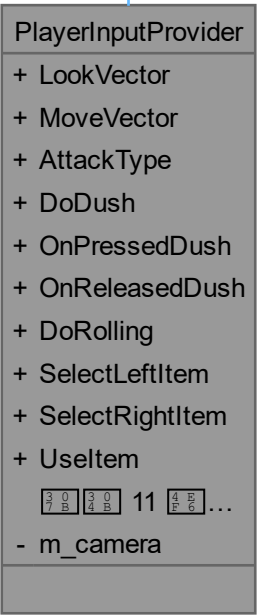 PlayerInputProvider
+ LookVector
+ MoveVector
+ AttackType
+ DoDush
+ OnPressedDush
+ OnReleasedDush
+ DoRolling
+ SelectLeftItem
+ SelectRightItem
+ UseItem
11 ...
- m_camera